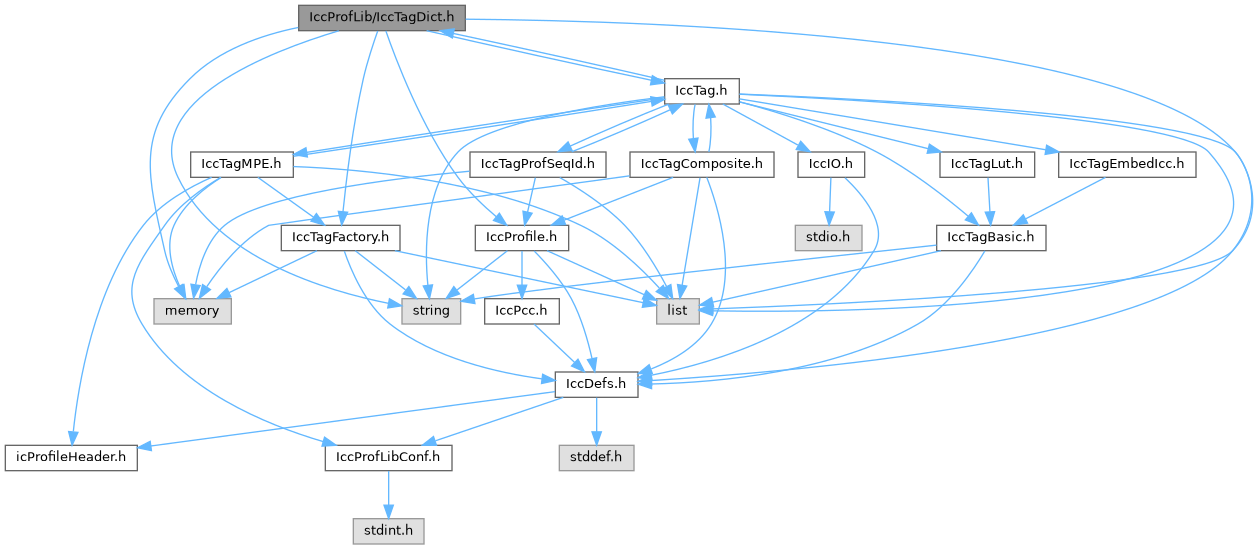 IccProfLib/IccTagDict.h
IccTag.h
IccTagMPE.h
IccTagProfSeqId.h
IccTagComposite.h
IccIO.h
IccTagLut.h
IccTagEmbedIcc.h
IccTagFactory.h
IccProfile.h
stdio.h
IccTagBasic.h
memory
string
IccPcc.h
list
IccDefs.h
icProfileHeader.h
IccProfLibConf.h
stddef.h
stdint.h